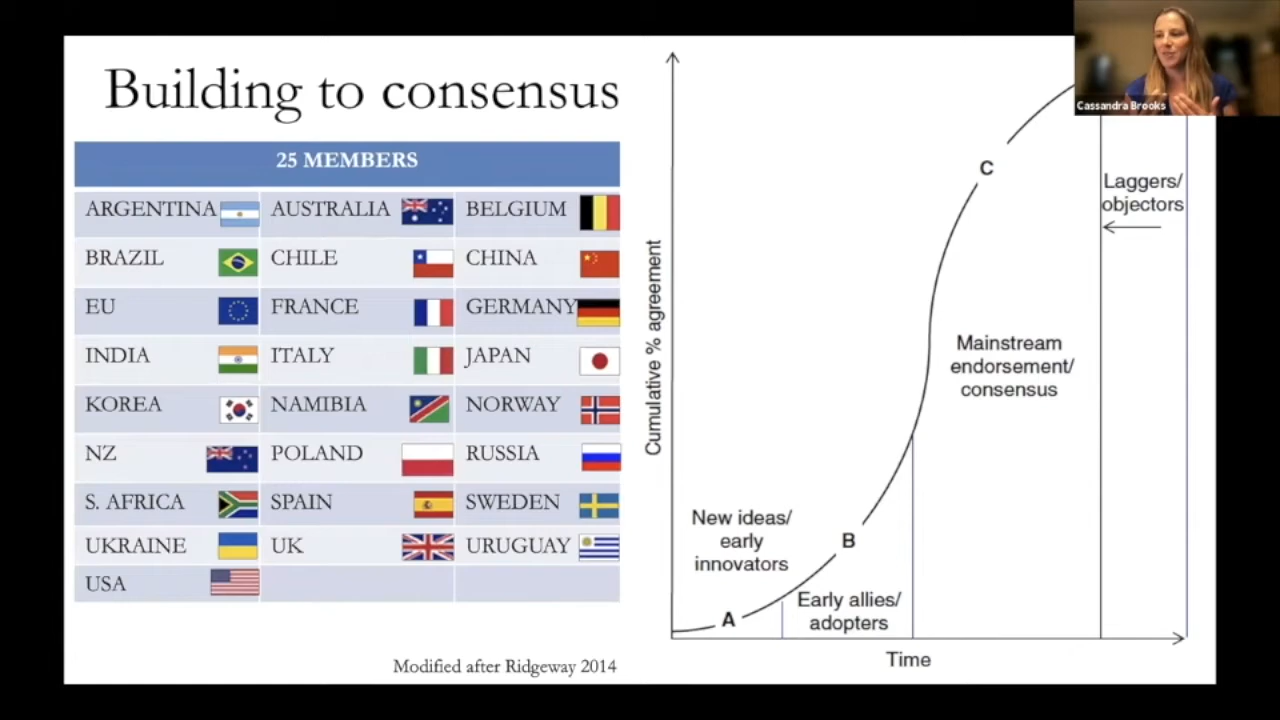 Building to consensus
25 MEMBERS
ARGENTINA AUSTRALIA BELGIUM
BRAZIL CHILE CHINA
EU FRANCE GERMANY
INDIA ITALY JAPAN
KOREA NAMIBIA NORWAY
NZ POLAND RUSSIA
S. AFRICA SPAIN SWEDEN
UKRAINE UK URUGUAY
USA
Modified after Ridgeway 2014
Cumulative % agreement
New ideas/
early
innovators
A
B
Early allies/
adopters
C
Mainstream
endorsement/
consensus
Laggers/
objectors
Time
Cassandra Brooks